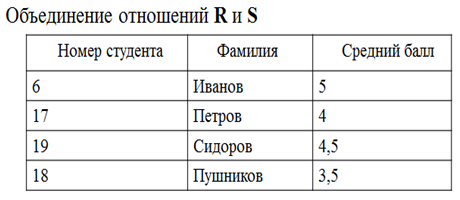 Объединение отношений R и S
Номер студента Фамилия Средний балл
6 Иванов 5
17 Петров 4
19 Сидоров 4,5
18 Пушников 3,5